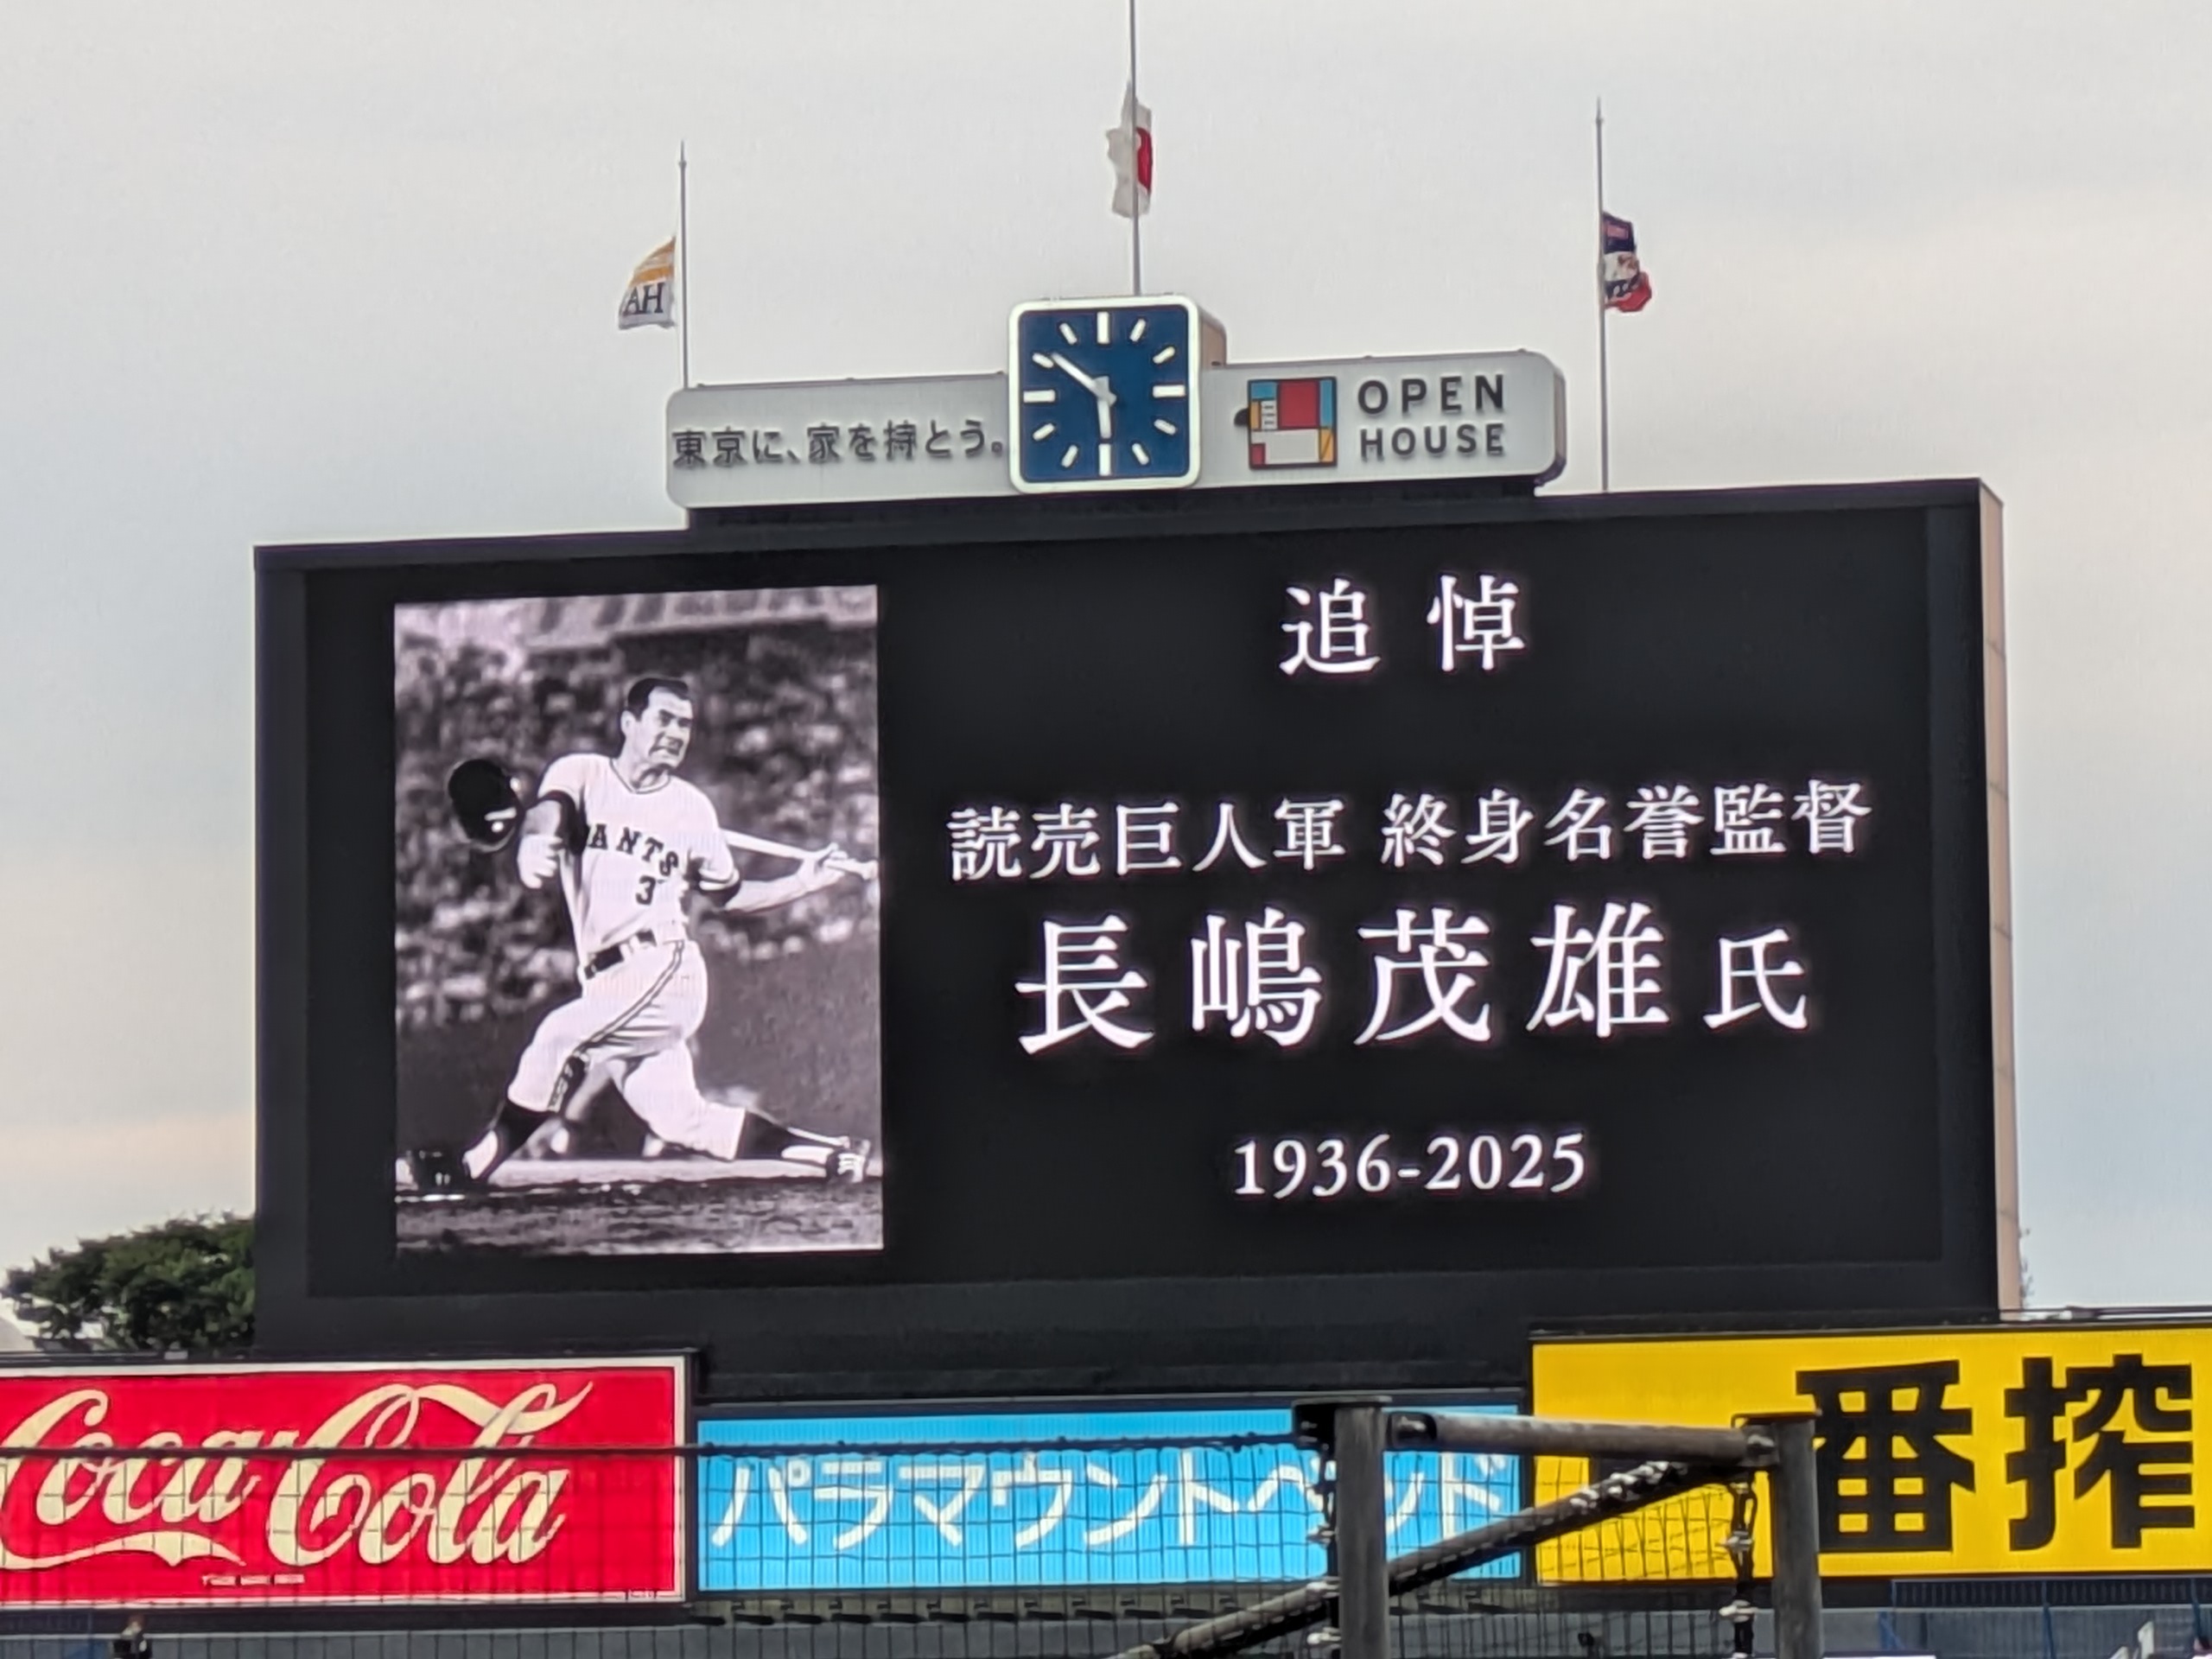 東京に、家を持とう。
OPEN
HOUSE
追悼
読売巨人軍 終身名誉監督
長嶋茂雄氏
1936-2025
ANTS
3
Coca-Cola
パラマウントベッド
番搾